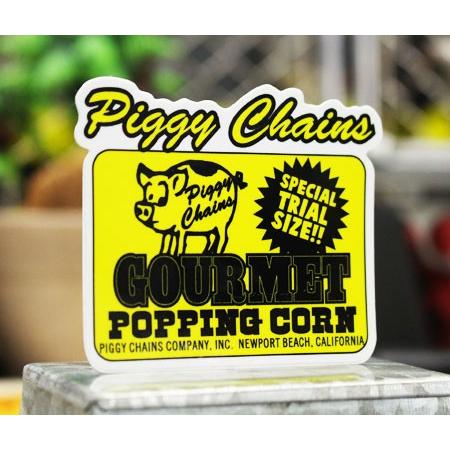 Piggy Chains
Piggy
Chains
SPECIAL
TRIAL
SIZE!!
GOURMET
POPPING CORN
PIGGY CHAINS COMPANY, INC. NEWPORT BEACH, CALIFORNIA